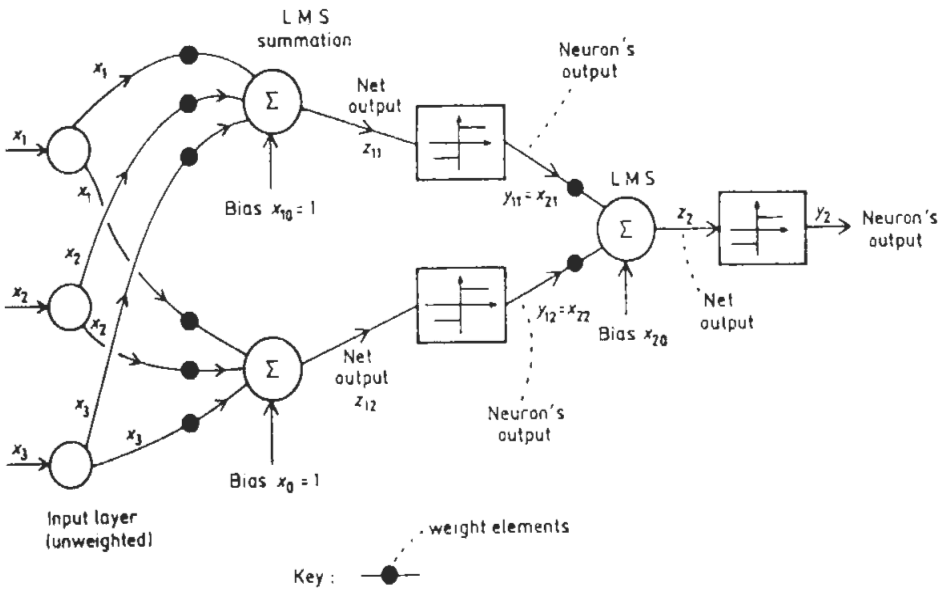 LMS
summation
x₁
Neuron's
output
Net
output
x₁
z₁₁
x₁
LMS
y₁₁=x₂₁
Bias x₁₀=1
z₂
y₂
Neuron's
output
x₂
x₂
x₂
y₁₂=x₂₂
Net
output
Bias x₂₀
Net
output
z₁₂
Neuron's
output
x₃
x₃
x₃
Bias x₀=1
Σ
Σ
Σ
Input layer
(unweighted)
weight elements
Key :